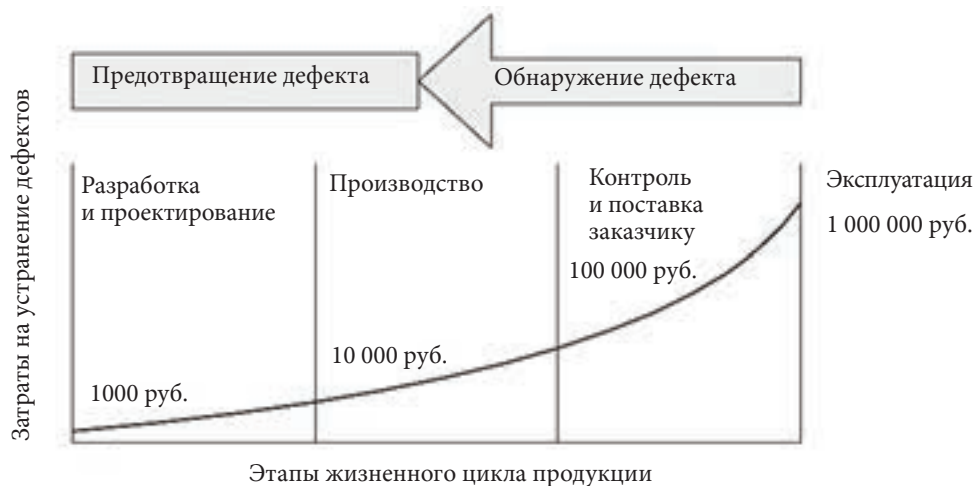 Предотвращение дефекта
Обнаружение дефекта
Затраты на устранение дефектов
Разработка
и проектирование
Производство
Контроль
и поставка
заказчику
Эксплуатация
1000 руб.
10 000 руб.
100 000 руб.
1 000 000 руб.
Этапы жизненного цикла продукции